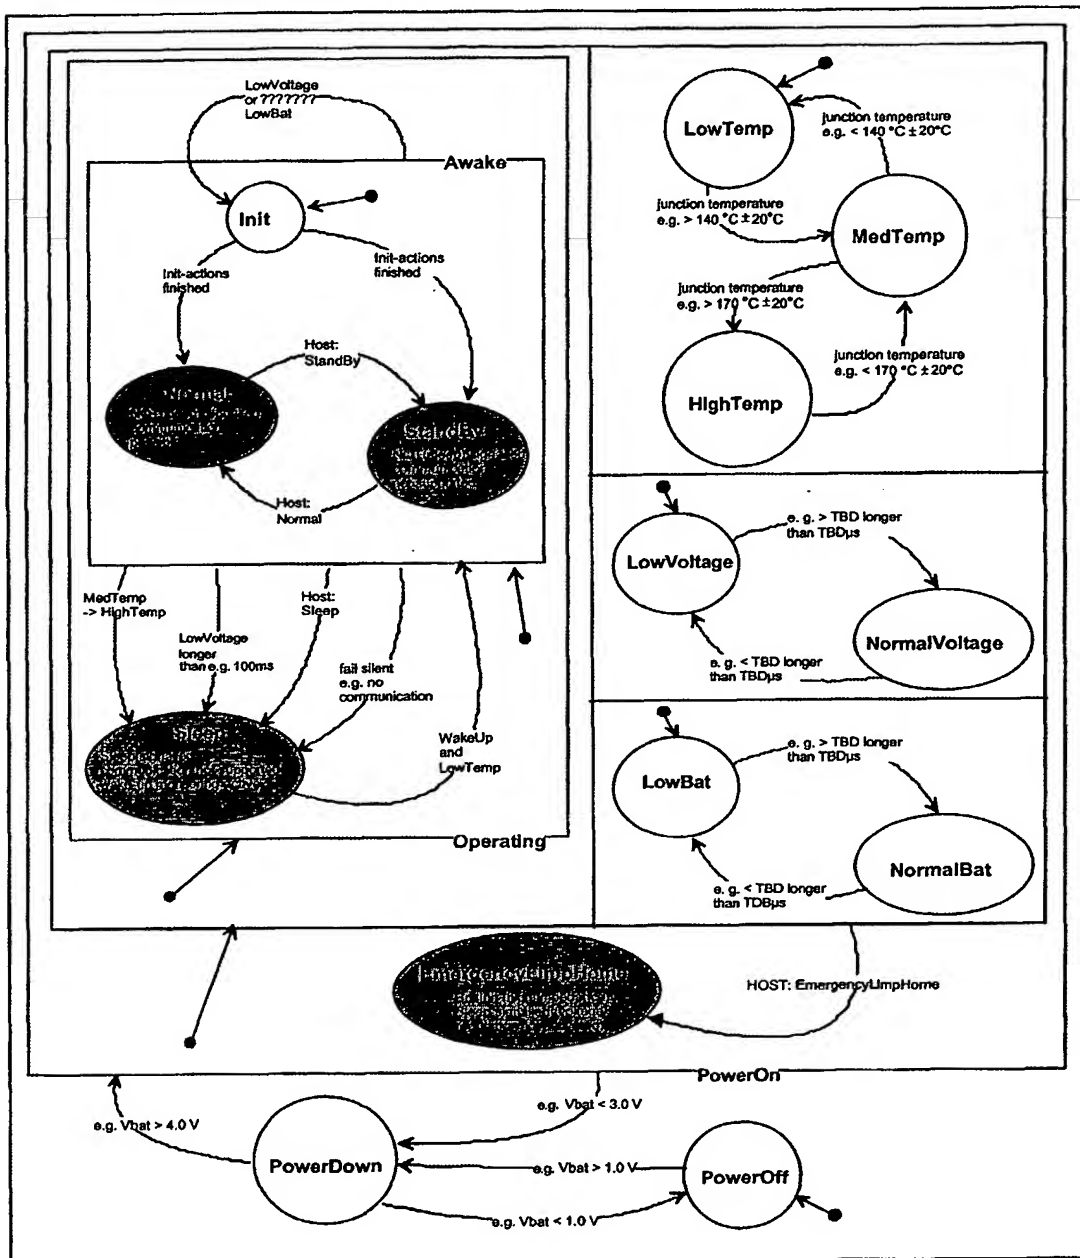 LowVoltage
or ???????
LowBat
Awake
Init
Init-actions
finished
Init-actions
finished
Host:
StandBy
Normal
StandBy
Host:
Normal
MedTemp
-> HighTemp
LowVoltage
longer
than e.g. 100ms
Host:
Sleep
fail silent
e.g. no
communication
WakeUp
and
LowTemp
Sleep
Operating
LowTemp
junction temperature
e.g. < 140 °C ± 20°C
junction temperature
e.g. > 140 °C ± 20°C
MedTemp
junction temperature
e.g. > 170 °C ± 20°C
junction temperature
e.g. < 170 °C ± 20°C
HighTemp
LowVoltage
e. g. > TBD longer
than TBDµs
NormalVoltage
e. g. < TBD longer
than TBDµs
LowBat
e. g. > TBD longer
than TBDµs
NormalBat
e. g. < TBD longer
than TDBµs
EmergencyLimpHome
HOST: EmergencyLimpHome
PowerOn
e.g. Vbat > 4.0 V
e.g. Vbat < 3.0 V
PowerDown
e.g. Vbat > 1.0 V
PowerOff
e.g. Vbat < 1.0 V